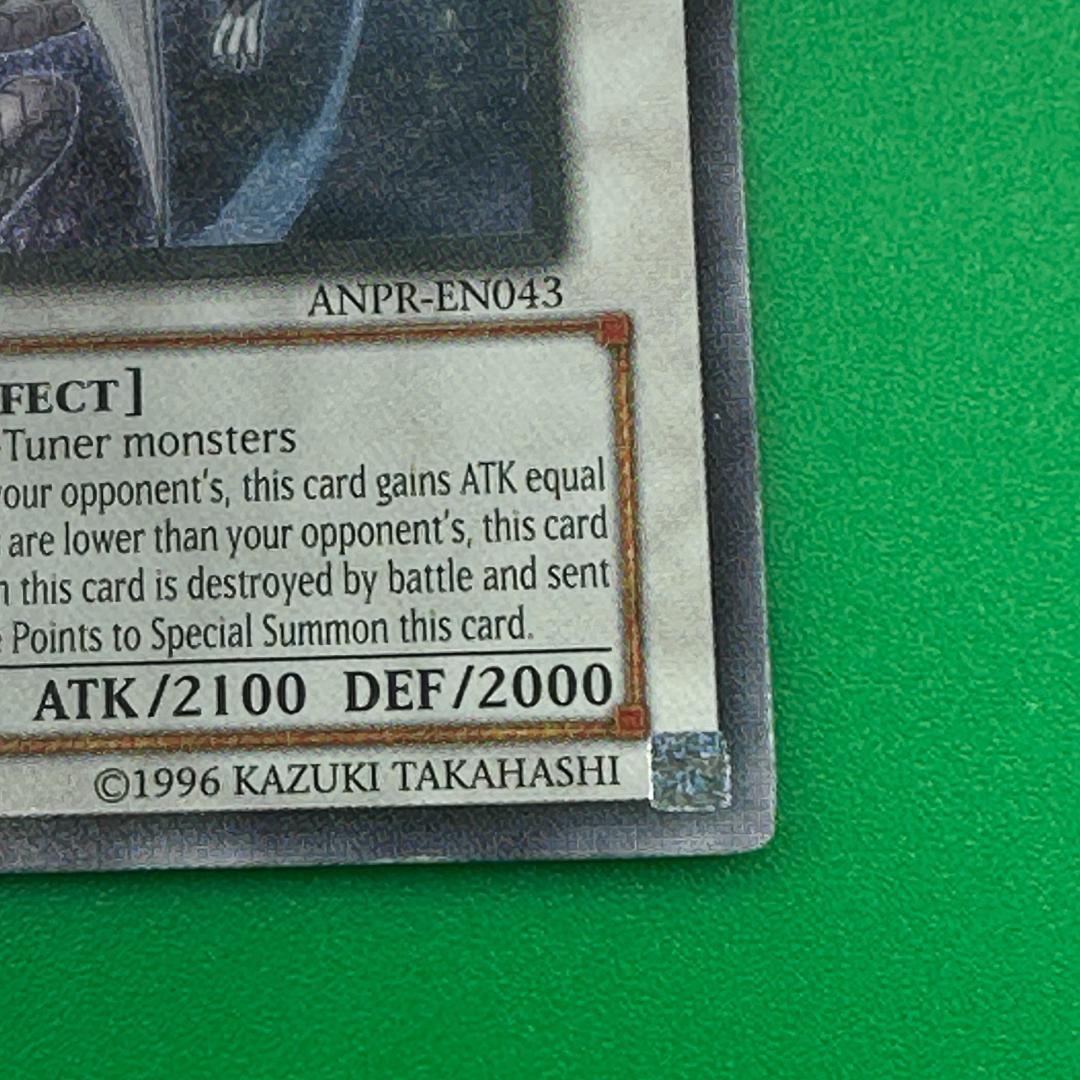 ANPR-EN043
FECT]
-Tuner monsters
your opponent's, this card gains ATK equal
are lower than your opponent's, this card
this card is destroyed by battle and sent
Points to Special Summon this card.
ATK/2100 DEF/2000
©1996 KAZUKI TAKAHASHI